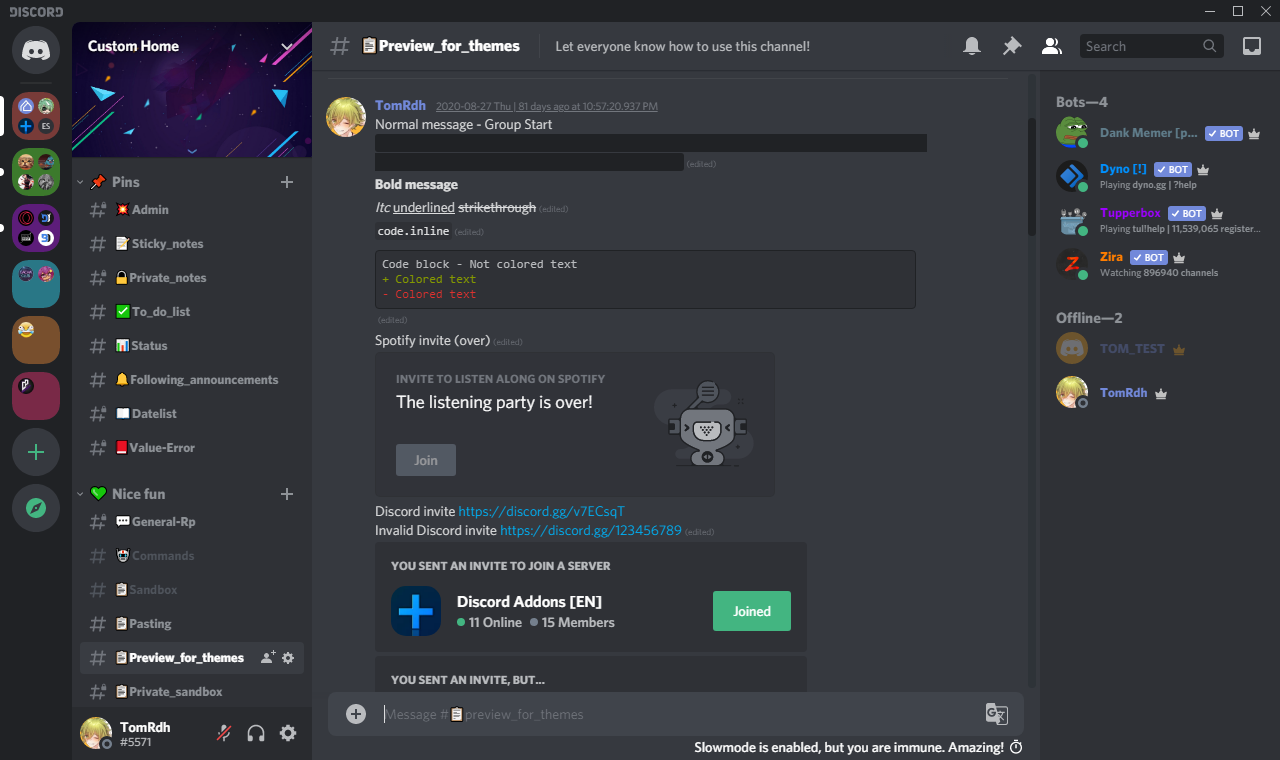 DISCORD
Custom Home
Pins
Admin
Sticky_notes
Private_notes
To_do_list
Status
Following_announcements
Datelist
Value-Error
Nice fun
General-Rp
Commands
Sandbox
Pasting
Preview_for_themes
Private_sandbox
TomRdh
#5571
ES
Preview_for_themes
Let everyone know how to use this channel!
Search
TomRdh 2020-08-27 Thu | 81 days ago at 10:57:20.937 PM
Normal message - Group Start
(edited)
Bold message
Itc underlined strikethrough (edited)
code.inline (edited)
Code block - Not colored text
+ Colored text
- Colored text
(edited)
Spotify invite (over) (edited)
INVITE TO LISTEN ALONG ON SPOTIFY
The listening party is over!
Join
Discord invite https://discord.gg/v7ECsqT
Invalid Discord invite https://discord.gg/123456789 (edited)
YOU SENT AN INVITE TO JOIN A SERVER
Discord Addons [EN]
11 Online 15 Members
Joined
YOU SENT AN INVITE, BUT...
Message #📋preview_for_themes
Slowmode is enabled, but you are immune. Amazing!
Bots—4
Dank Memer [p... ✓ BOT
Dyno [!] ✓ BOT
Playing dyno.gg | ?help
Tupperbox ✓ BOT
Playing tul!help | 11,539,065 register...
Zira ✓ BOT
Watching 896940 channels
Offline—2
TOM_TEST
TomRdh